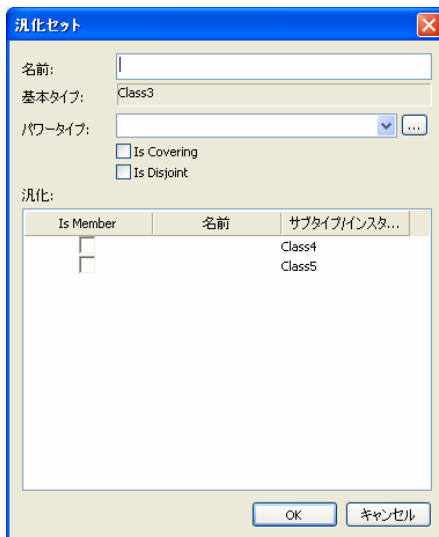 汎化セット
名前:
基本タイプ: Class3
パワータイプ: ...
Is Covering
Is Disjoint
汎化:
Is Member 名前 サブタイプ/インスタ...
Class4
Class5
OK キャンセル